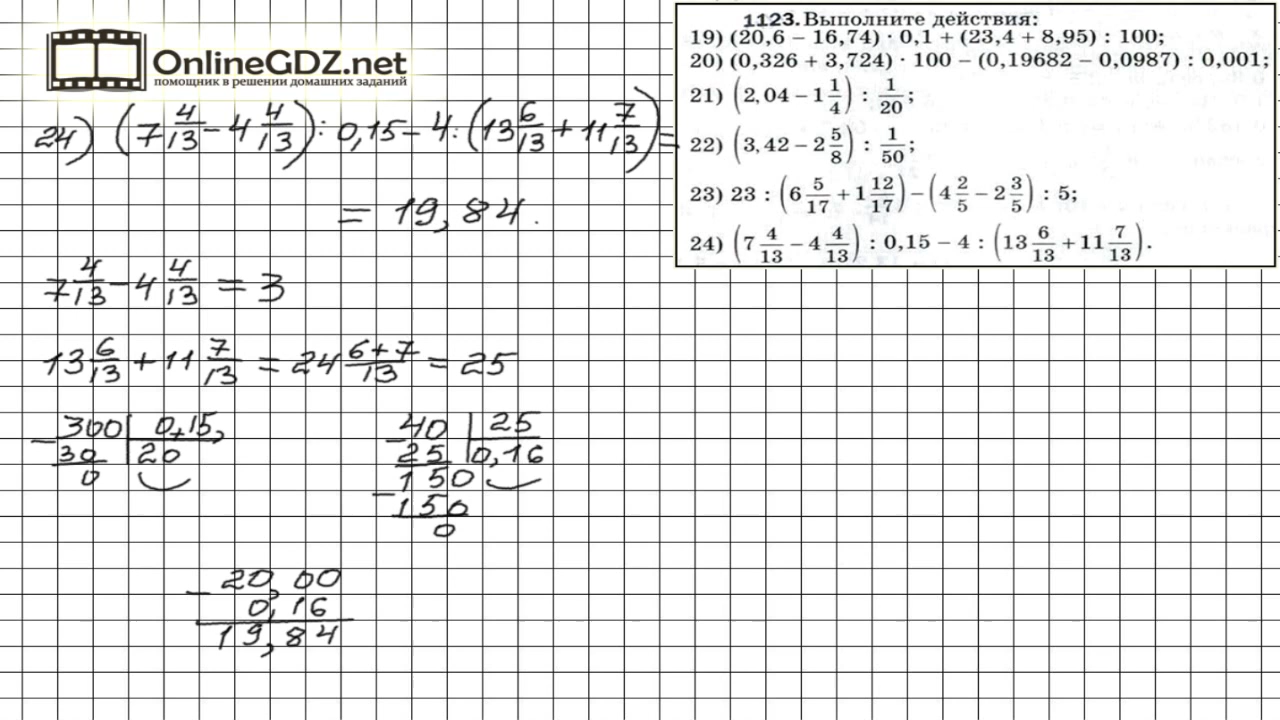 OnlineGDZ.net
помощник в решении домашних заданий
1123. Выполните действия:
19) (20,6 − 16,74) · 0,1 + (23,4 + 8,95) : 100;
20) (0,326 + 3,724) · 100 − (0,19682 − 0,0987) : 0,001;
21) (2,04 − 1 1/4) : 1/20;
22) (3,42 − 2 5/8) : 1/50;
23) 23 : (6 5/17 + 1 12/17) − (4 2/5 − 2 3/5) : 5;
24) (7 4/13 − 4 4/13) : 0,15 − 4 : (13 6/13 + 11 7/13).
24) (7 4/13 − 4 4/13) : 0,15 − 4 : (13 6/13 + 11 7/13) =
= 19,84.
7 4/13 − 4 4/13 = 3
13 6/13 + 11 7/13 = 24 6+7/13 = 25
300 | 0,15,
− 30 | 20
0
− 40 | 25
25 | 0,16
150
− 150
0
− 20,00
0,16
19,84